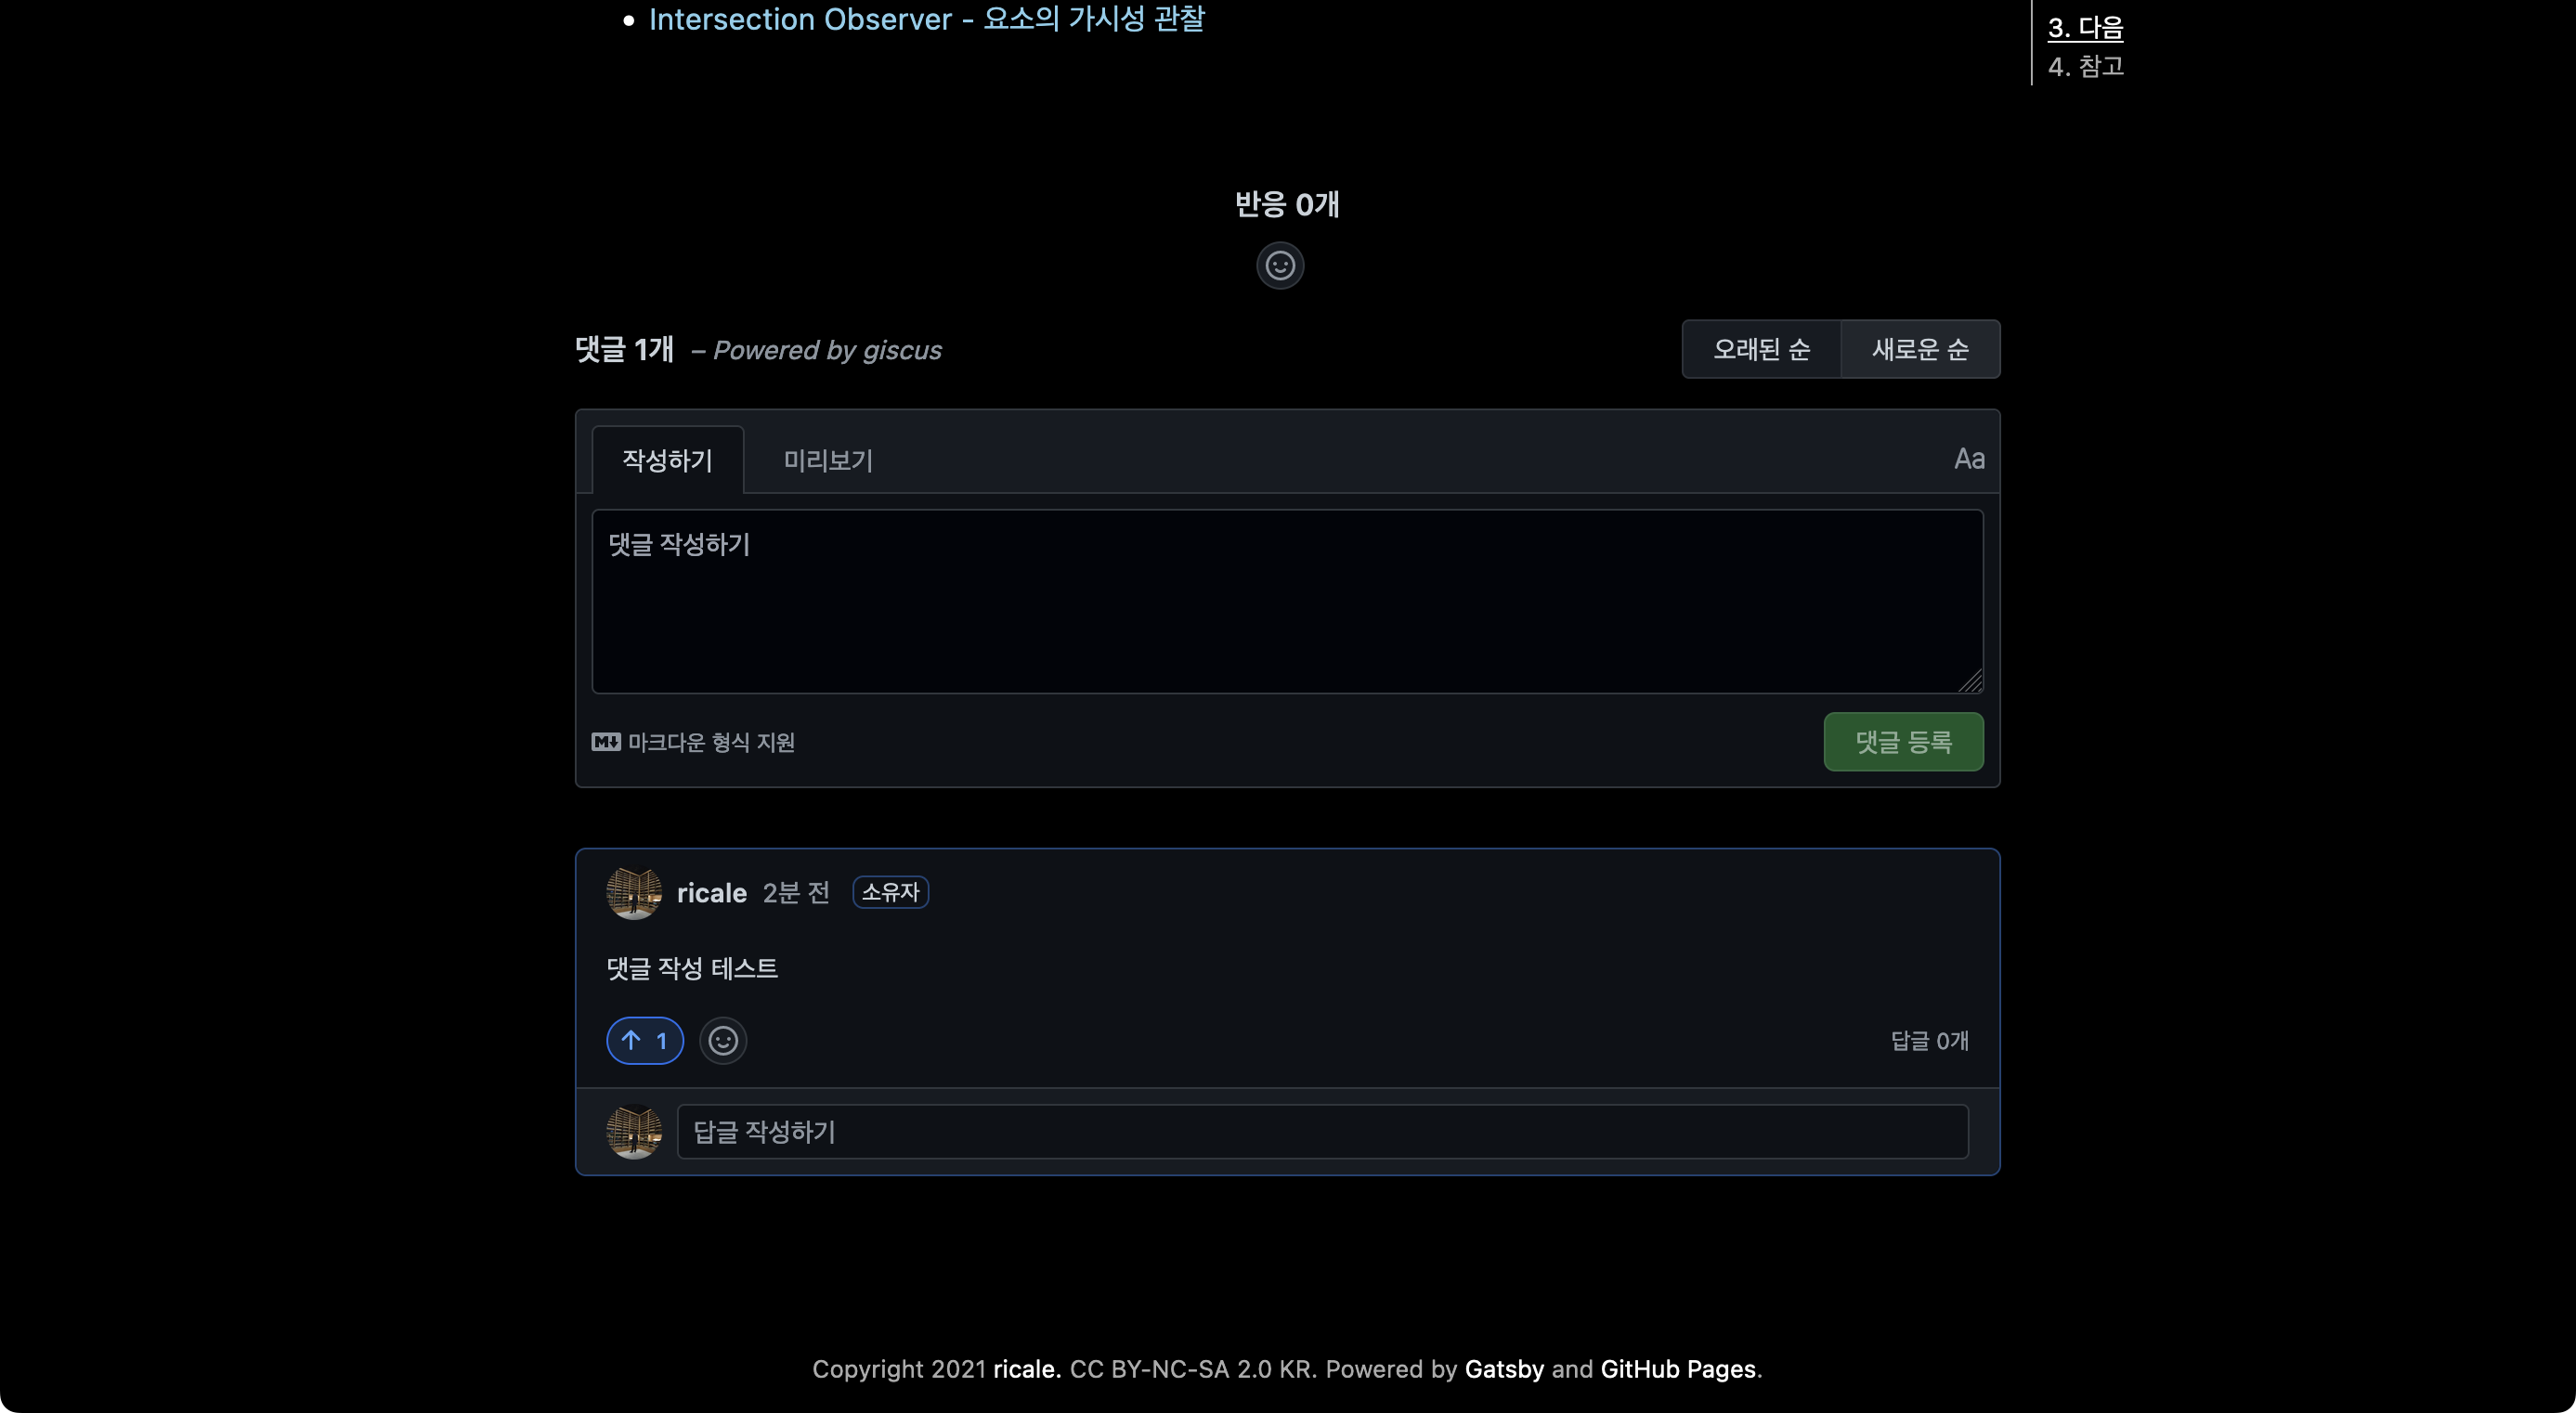 Intersection Observer - 요소의 가시성 관찰
3. 다음
4. 참고
반응 0개
댓글 1개 – Powered by giscus
오래된 순 새로운 순
작성하기 미리보기 Aa
댓글 작성하기
M↓ 마크다운 형식 지원 댓글 등록
ricale 2분 전 소유자
댓글 작성 테스트
↑ 1 답글 0개
답글 작성하기
Copyright 2021 ricale. CC BY-NC-SA 2.0 KR. Powered by Gatsby and GitHub Pages.